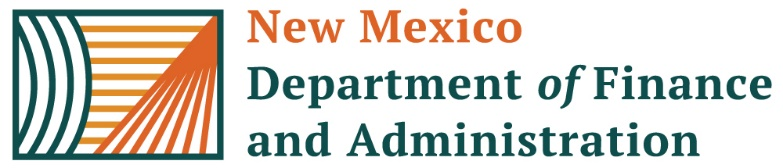 New Mexico
Department of Finance
and Administration